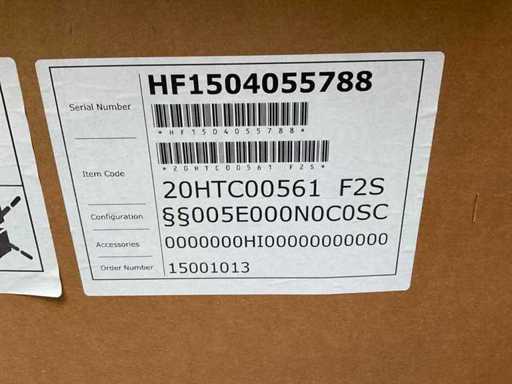 HF1504055788
Serial Number
*HF1504055788*
*20HTC00561 F2S*
Item Code
20HTC00561 F2S
Configuration
§§005E000N0C0SC
Accessories
0000000HI00000000000
Order Number
15001013